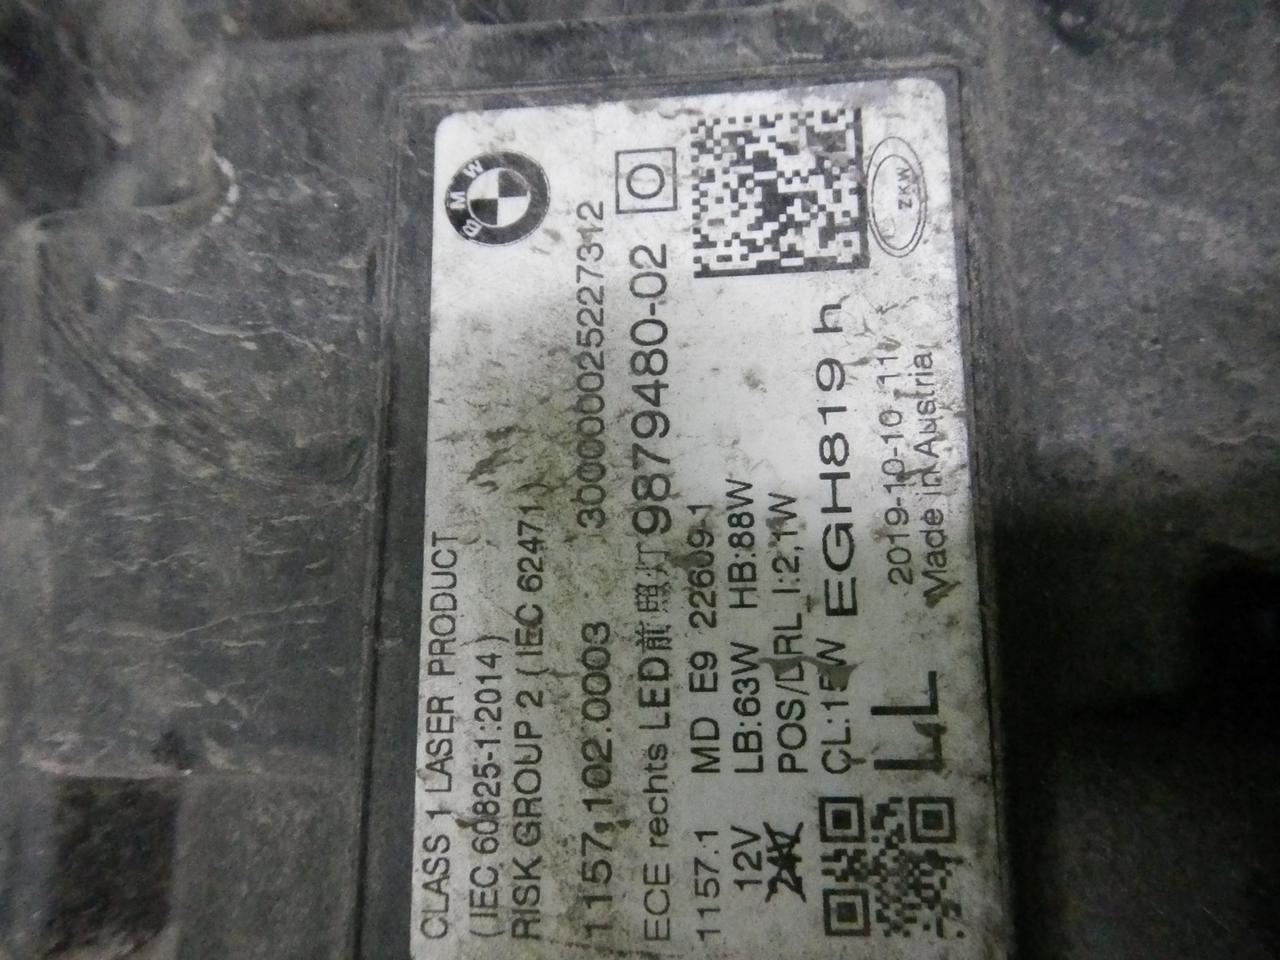 BMW
CLASS 1 LASER PRODUCT
(IEC 60825-1:2014)
RISK GROUP 2 (IEC 62471)
1157.102.0003 3000000025227312
ECE rechts LED前照灯 9879480-02
1157.1 MD E9 22609-1
12V LB:63W HB:88W
24V POS/DRL I:2,1W
CL:15W EGH819 h
LL 2019-10-10 11
Made in Austria
ZKW